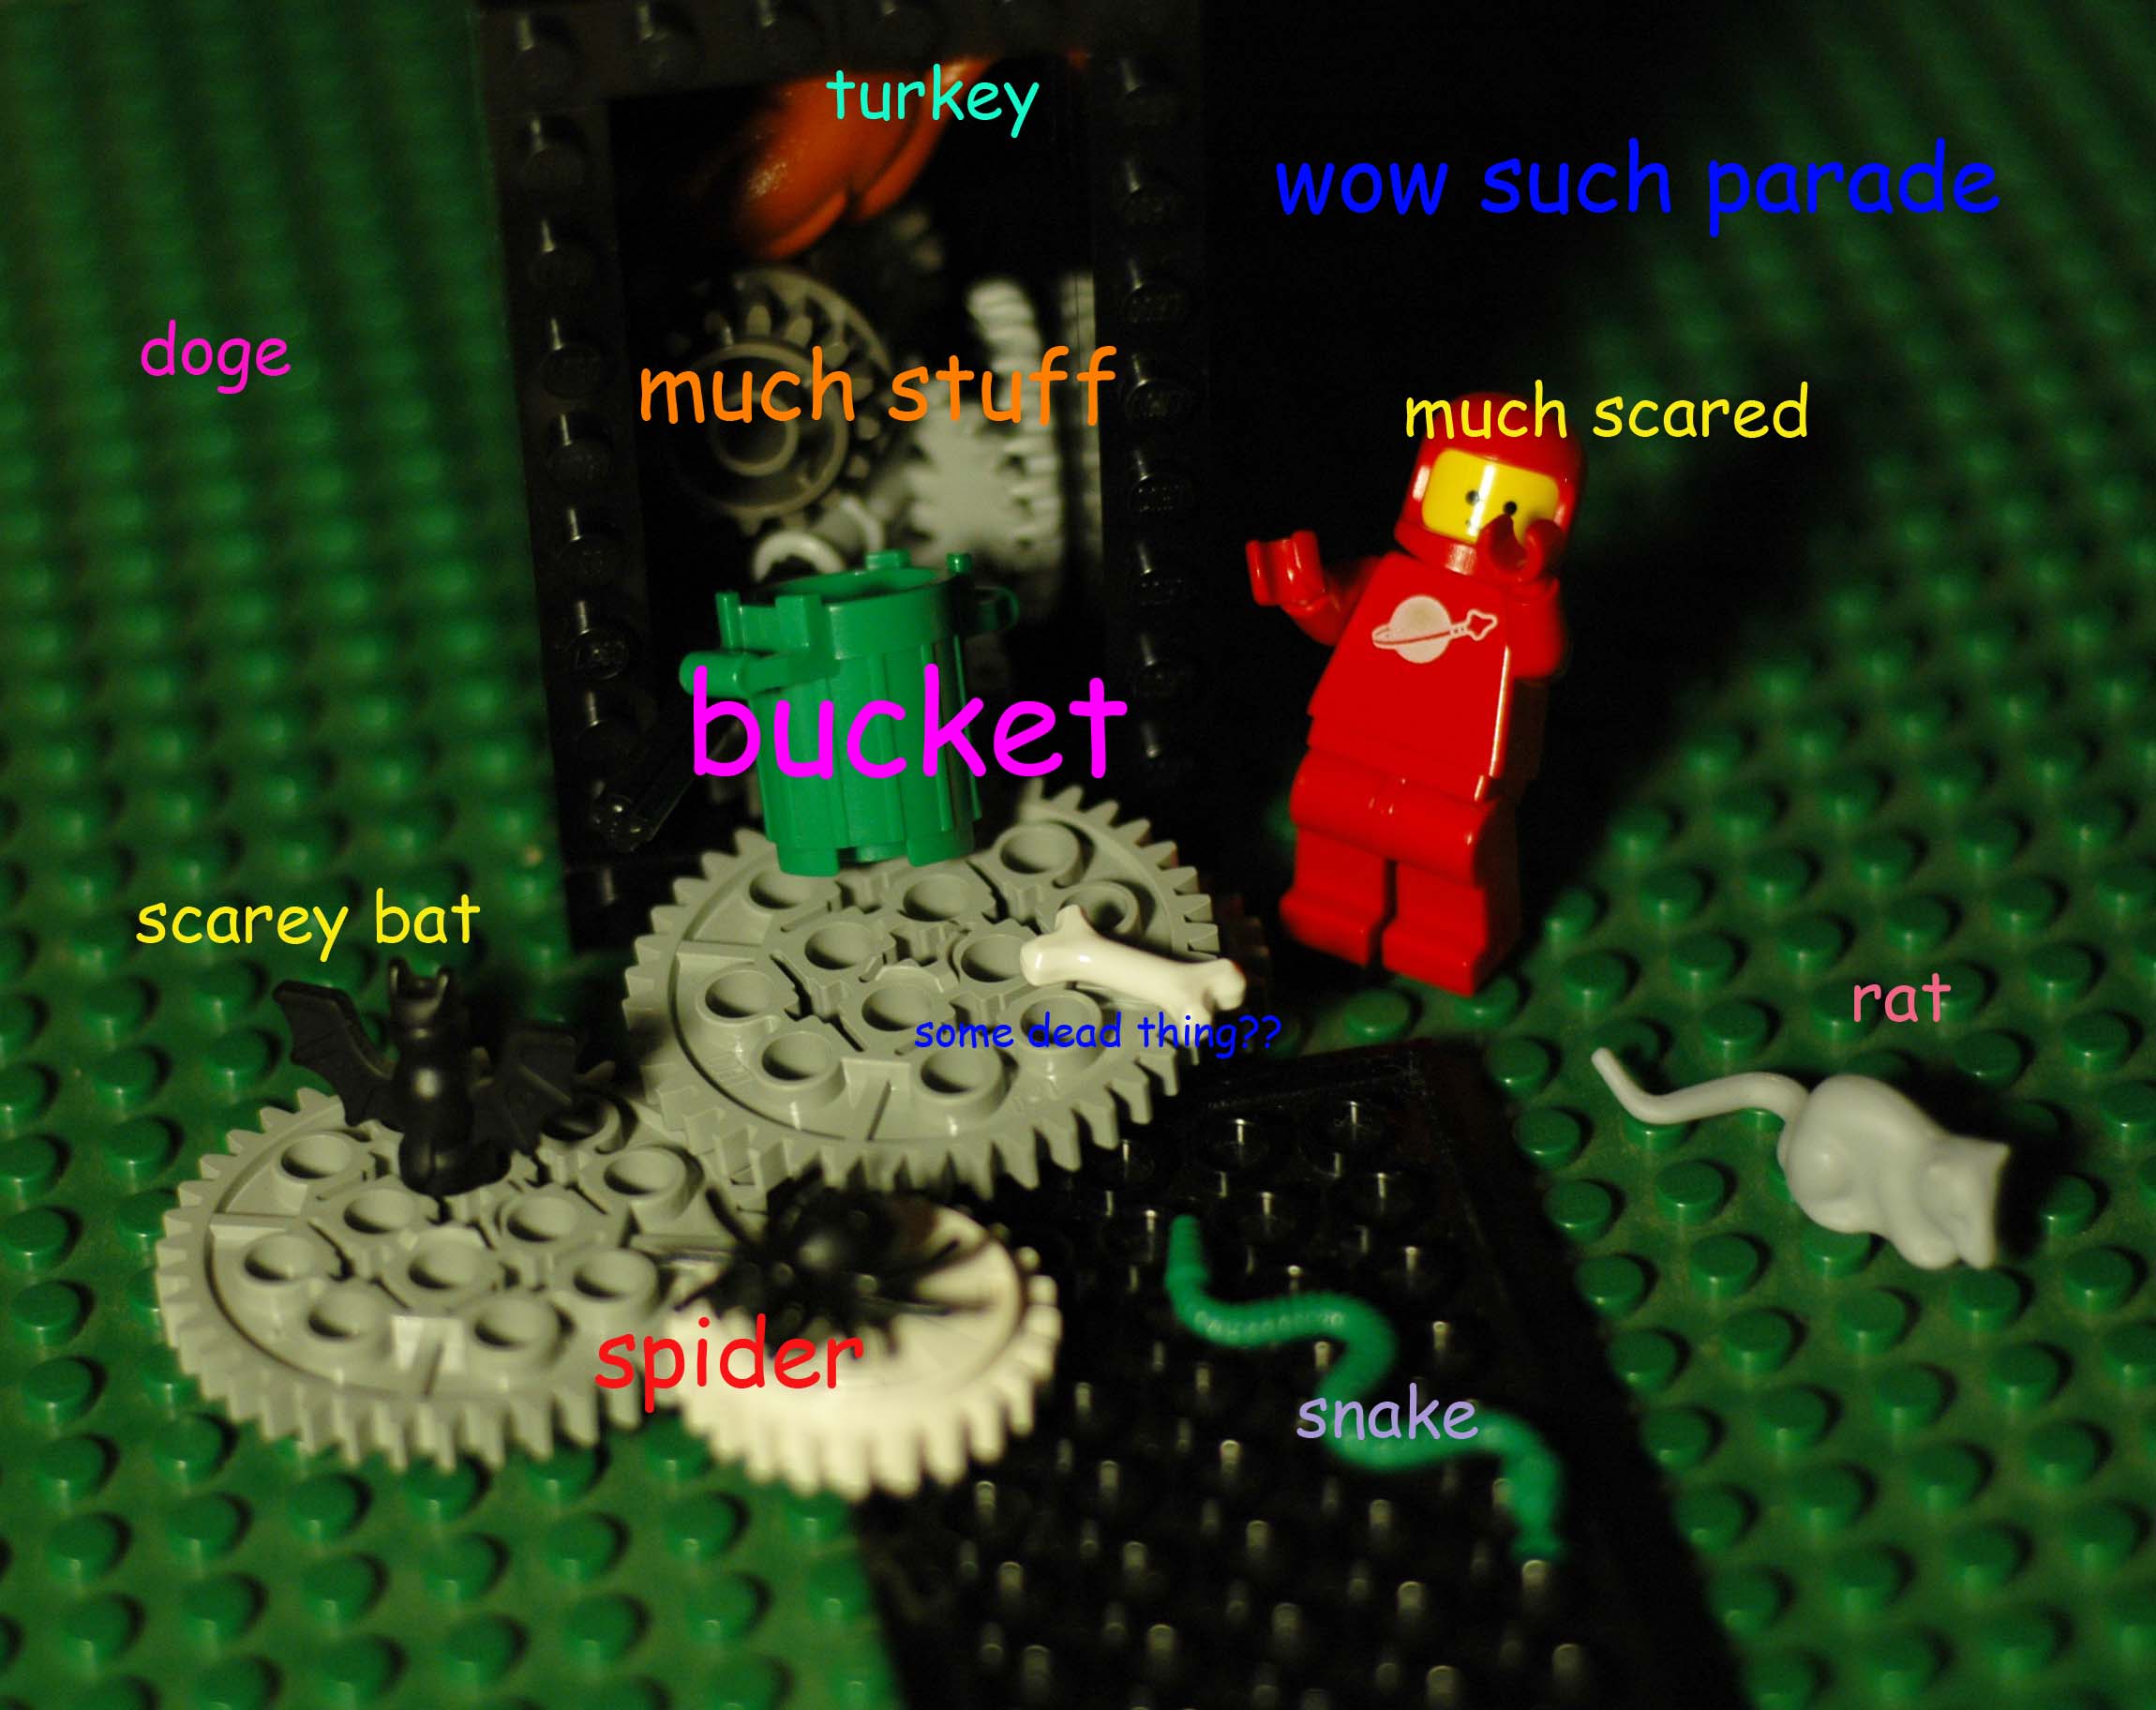 turkey
wow such parade
doge
much stuff
much scared
bucket
scarey bat
rat
some dead thing??
spider
snake